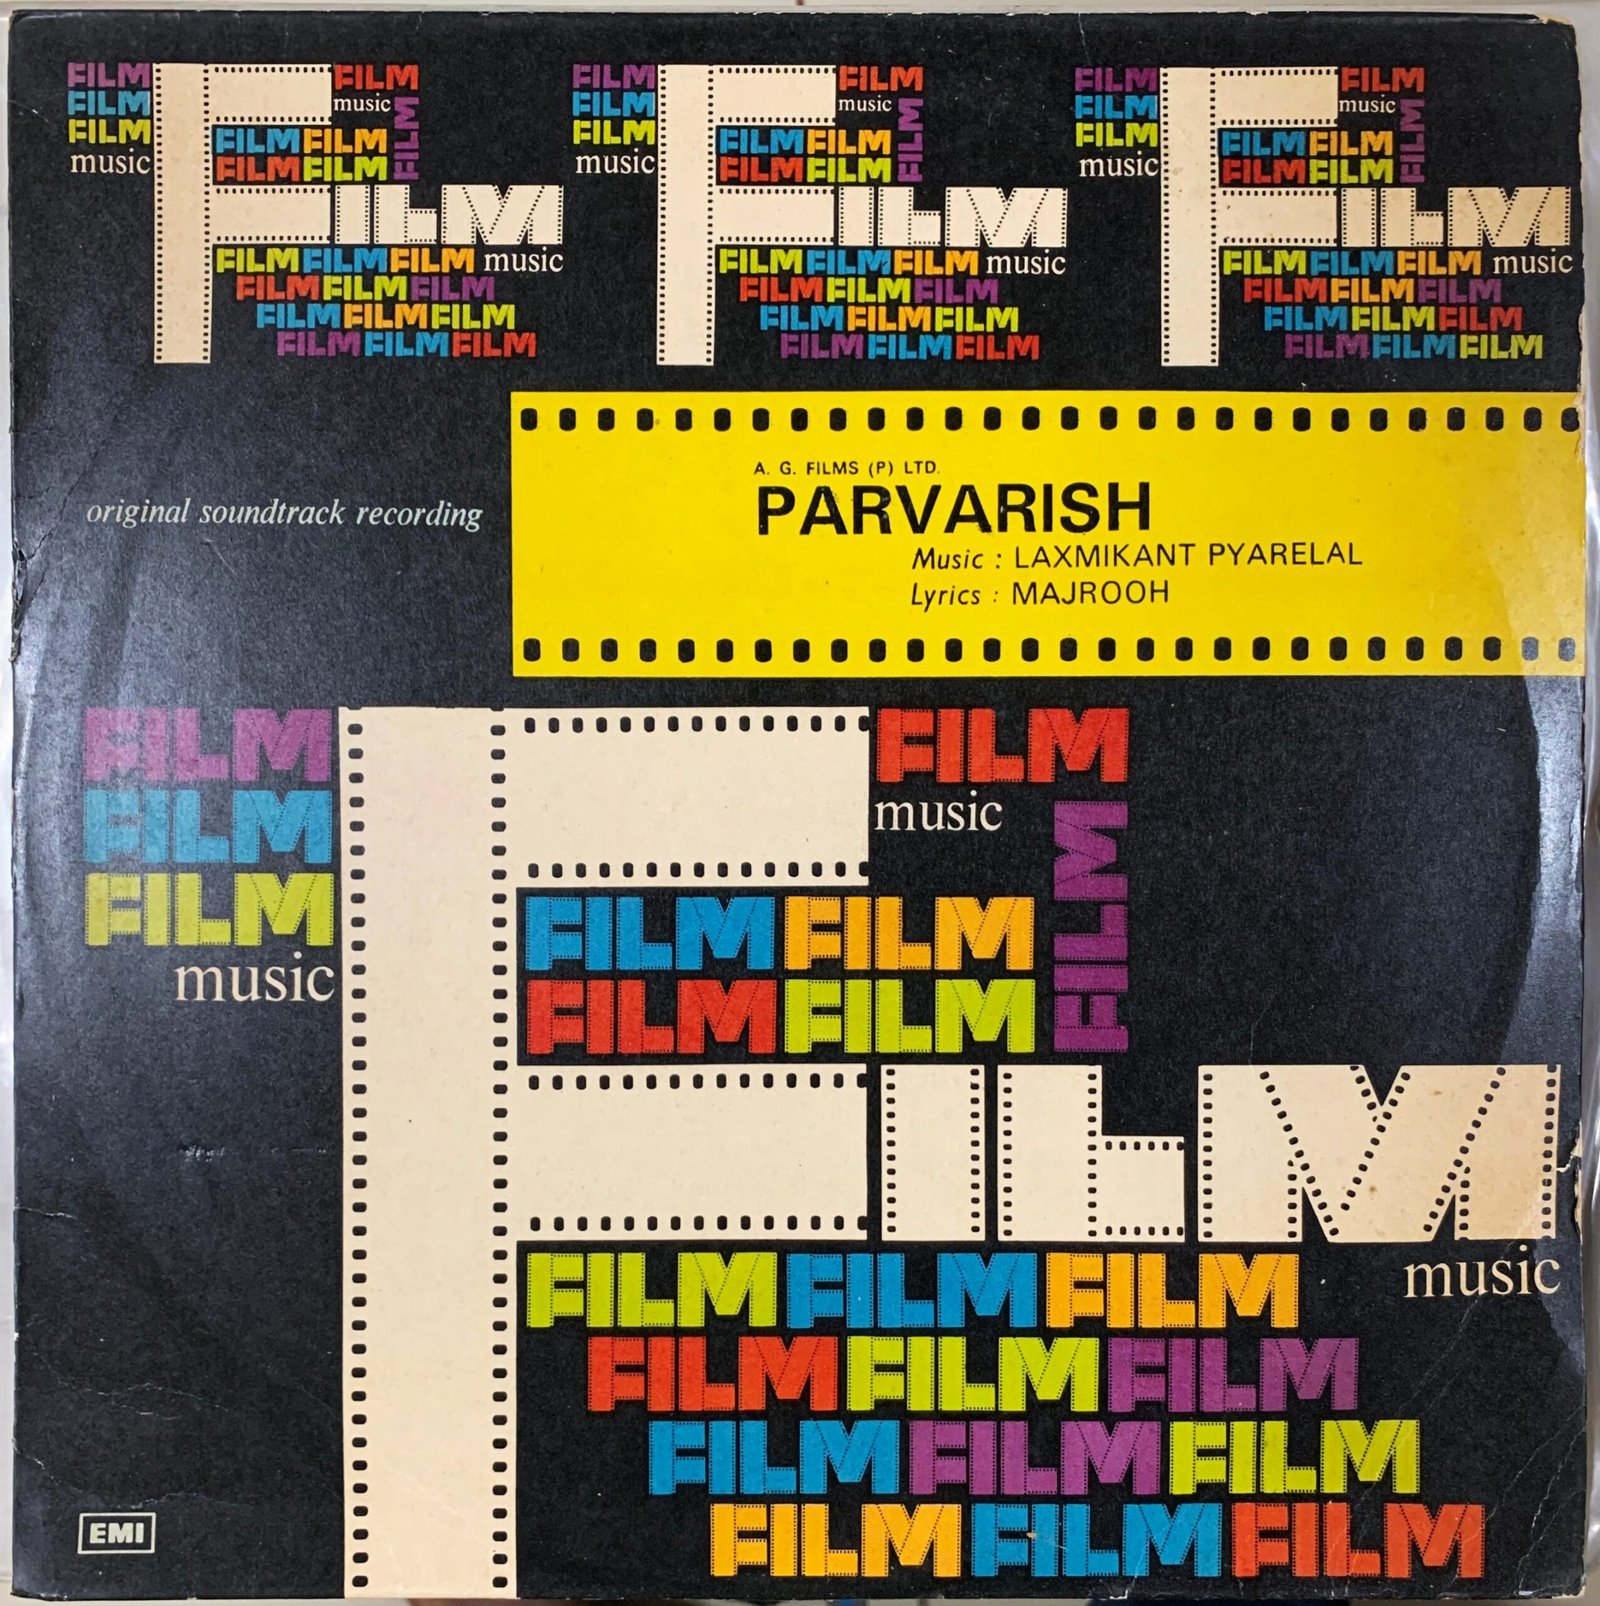 FILM
FILM
FILM
music
FILM
music
FILM FILM
FILM FILM
FILM
FILM
music
FILM FILM FILM
FILM FILM FILM
FILM FILM FILM
FILM FILM FILM
FILM
FILM
FILM
music
FILM
music
FILM FILM
FILM FILM
FILM
FILM
music
FILM FILM FILM
FILM FILM FILM
FILM FILM FILM
FILM FILM FILM
FILM
FILM
FILM
music
FILM
music
FILM FILM
FILM FILM
FILM
FILM
music
FILM FILM FILM
FILM FILM FILM
FILM FILM FILM
FILM FILM FILM
original soundtrack recording
A. G. FILMS (P) LTD.
PARVARISH
Music : LAXMIKANT PYARELAL
Lyrics : MAJROOH
FILM
FILM
FILM
music
FILM
music
FILM FILM
FILM FILM
FILM
FILM
music
FILM FILM FILM
FILM FILM FILM
FILM FILM FILM
FILM FILM FILM
EMI